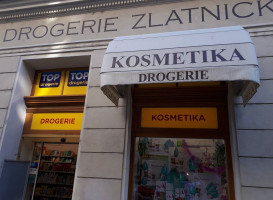 DROGERIE ZLATNICK
KOSMETIKA
DROGERIE
TOP
drogerie
TOP
drogerie
DROGERIE
KOSMETIKA